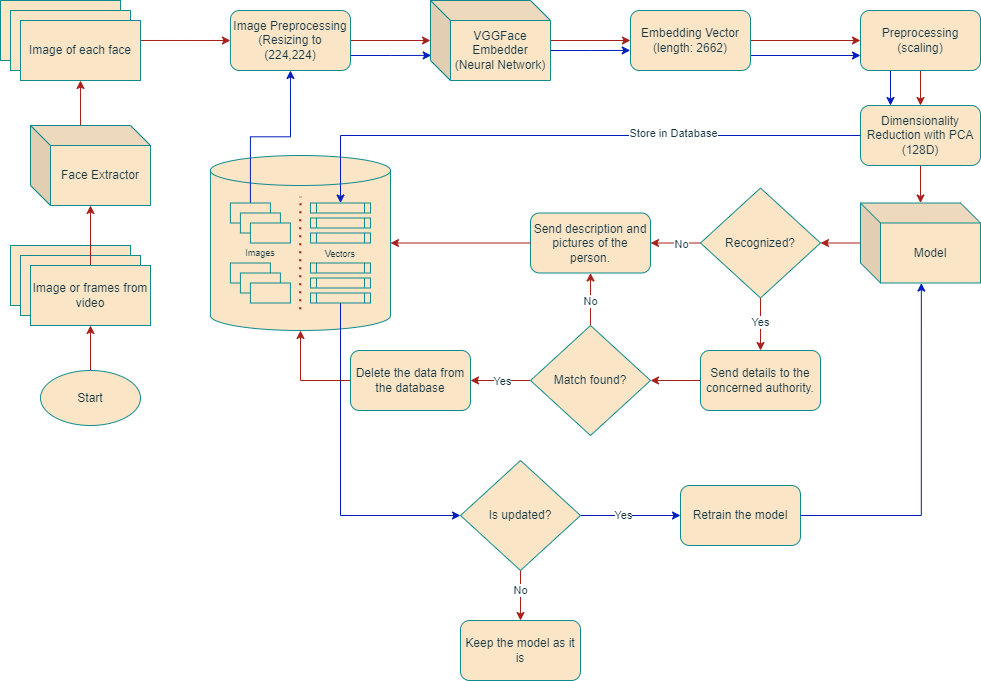 Image of each face
Image Preprocessing
(Resizing to
(224,224)
VGGFace
Embedder
(Neural Network)
Embedding Vector
(length: 2662)
Preprocessing
(scaling)
Store in Database
Dimensionality
Reduction with PCA
(128D)
Face Extractor
Images
Vectors
Send description and
pictures of the
person.
No
Recognized?
Model
Image or frames from
video
No
Yes
Start
Delete the data from
the database
Yes
Match found?
Send details to the
concerned authority.
Is updated?
Yes
Retrain the model
No
Keep the model as it
is